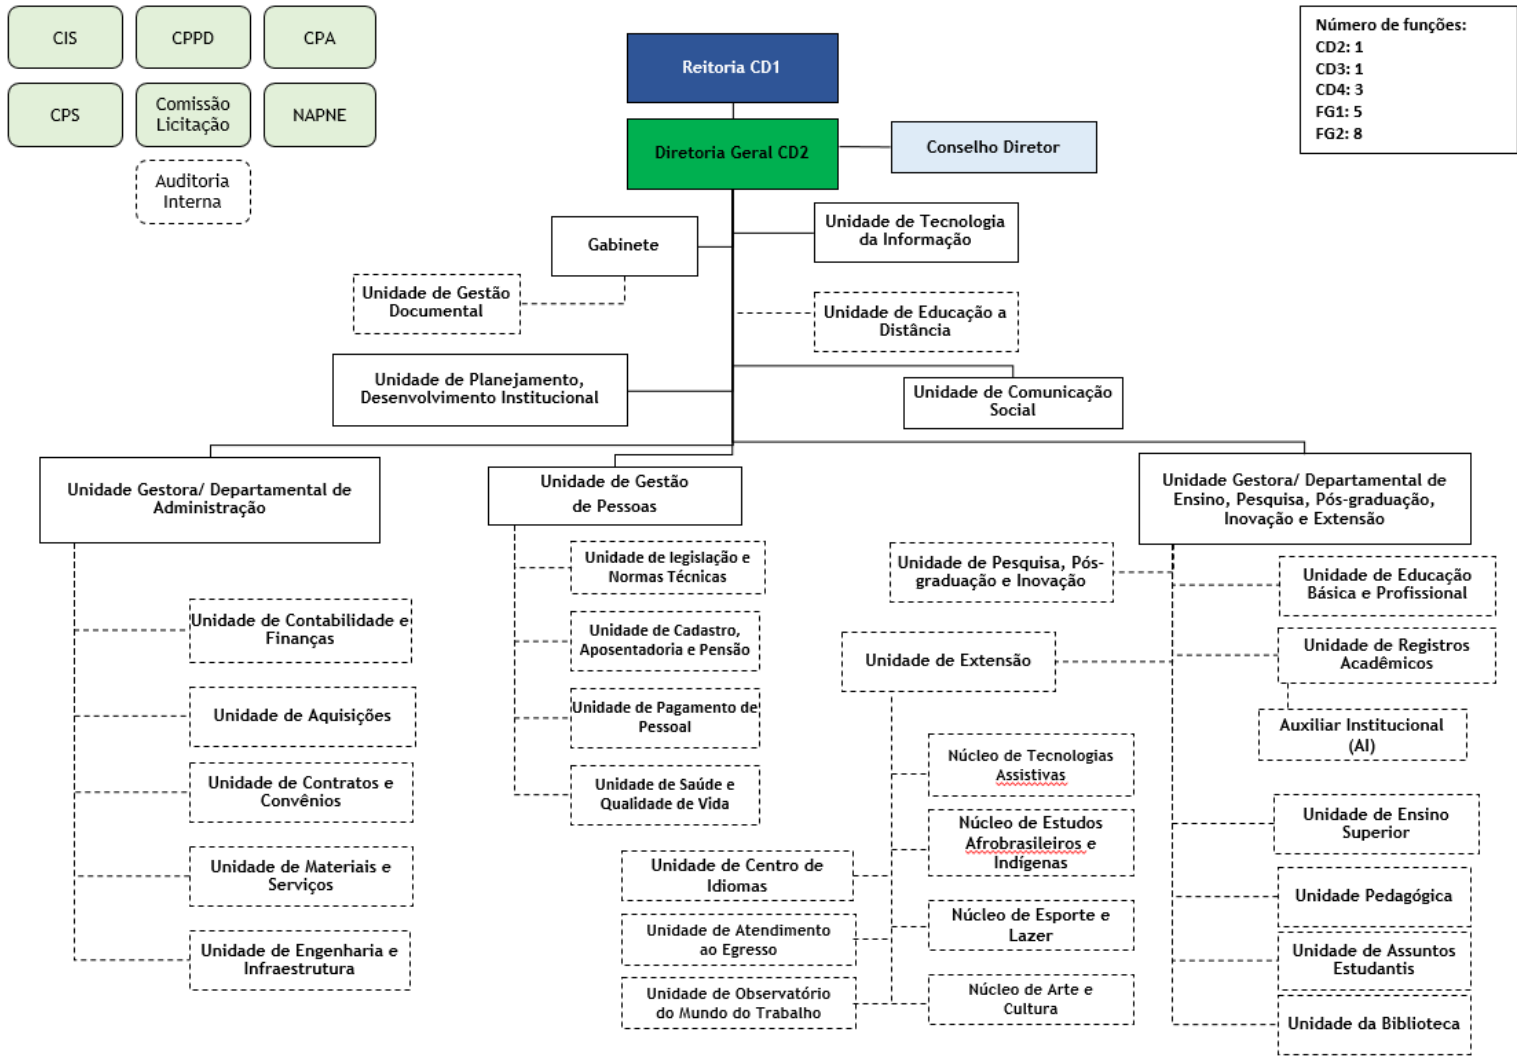 CIS
CPPD
CPA
CPS
Comissão
Licitação
NAPNE
Auditoria
Interna
Reitoria CD1
Diretoria Geral CD2
Conselho Diretor
Número de funções:
CD2: 1
CD3: 1
CD4: 3
FG1: 5
FG2: 8
Gabinete
Unidade de Tecnologia
da Informação
Unidade de Gestão
Documental
Unidade de Educação a
Distância
Unidade de Planejamento,
Desenvolvimento Institucional
Unidade de Comunicação
Social
Unidade Gestora/ Departamental de
Administração
Unidade de Contabilidade e
Finanças
Unidade de Aquisições
Unidade de Contratos e
Convênios
Unidade de Materiais e
Serviços
Unidade de Engenharia e
Infraestrutura
Unidade de Gestão
de Pessoas
Unidade de legislação e
Normas Técnicas
Unidade de Cadastro,
Aposentadoria e Pensão
Unidade de Pagamento de
Pessoal
Unidade de Saúde e
Qualidade de Vida
Unidade Gestora/ Departamental de
Ensino, Pesquisa, Pós-graduação,
Inovação e Extensão
Unidade de Pesquisa, Pós-
graduação e Inovação
Unidade de Extensão
Núcleo de Tecnologias
Assistivas
Núcleo de Estudos
Afrobrasileiros e
Indígenas
Núcleo de Esporte e
Lazer
Núcleo de Arte e
Cultura
Unidade de Centro de
Idiomas
Unidade de Atendimento
ao Egresso
Unidade de Observatório
do Mundo do Trabalho
Unidade de Educação
Básica e Profissional
Unidade de Registros
Acadêmicos
Auxiliar Institucional
(AI)
Unidade de Ensino
Superior
Unidade Pedagógica
Unidade de Assuntos
Estudantis
Unidade da Biblioteca